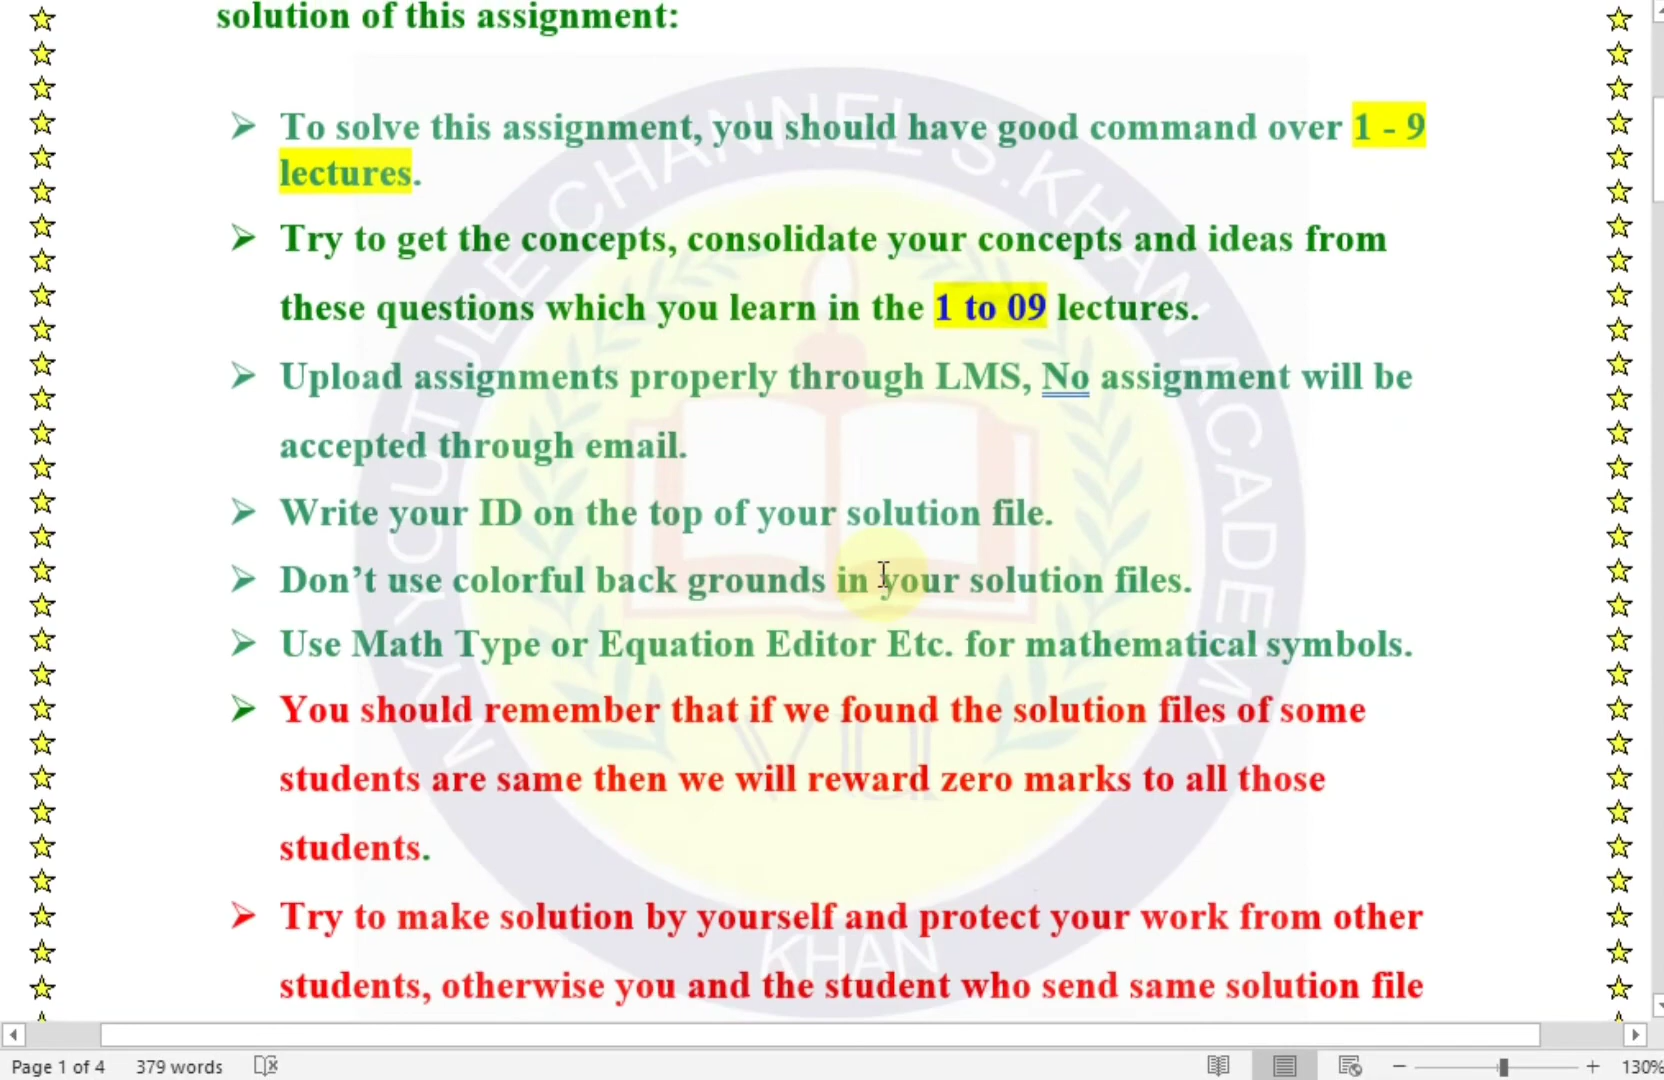 solution of this assignment:
To solve this assignment, you should have good command over 1 - 9
lectures.
Try to get the concepts, consolidate your concepts and ideas from
these questions which you learn in the 1 to 09 lectures.
Upload assignments properly through LMS, No assignment will be
accepted through email.
Write your ID on the top of your solution file.
Don’t use colorful back grounds in your solution files.
Use Math Type or Equation Editor Etc. for mathematical symbols.
You should remember that if we found the solution files of some
students are same then we will reward zero marks to all those
students.
Try to make solution by yourself and protect your work from other
students, otherwise you and the student who send same solution file
CHANNEL S.KHAN ACADEMY
VU
KHAN
Page 1 of 4 379 words 130%